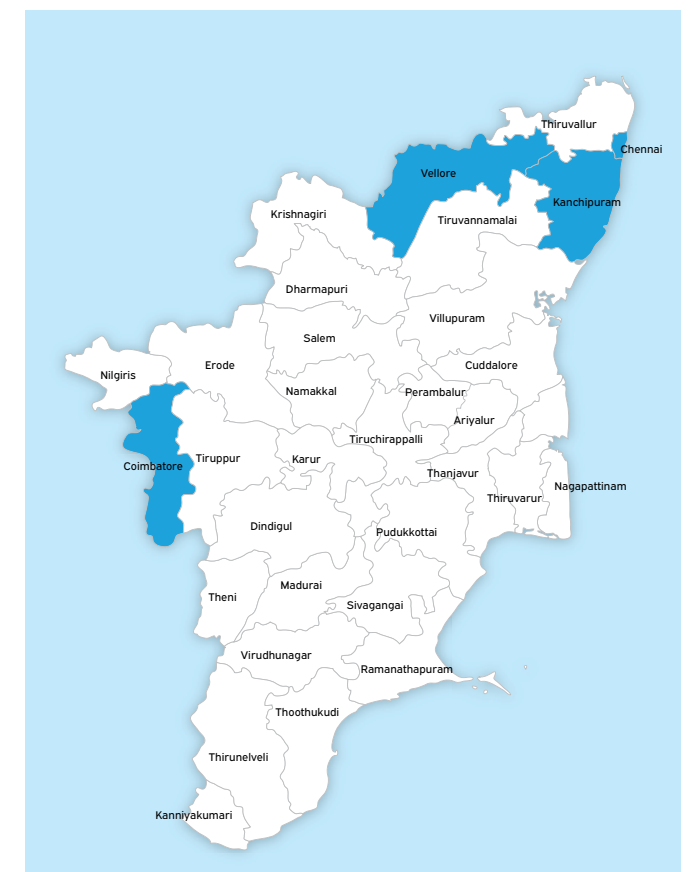 Thiruvallur
Chennai
Vellore
Kanchipuram
Krishnagiri
Tiruvannamalai
Dharmapuri
Villupuram
Salem
Erode
Cuddalore
Nilgiris
Namakkal
Perambalur
Ariyalur
Tiruchirappalli
Tiruppur
Karur
Coimbatore
Thanjavur
Nagapattinam
Thiruvarur
Dindigul
Pudukkottai
Madurai
Theni
Sivagangai
Virudhunagar
Ramanathapuram
Thoothukudi
Thirunelveli
Kanniyakumari